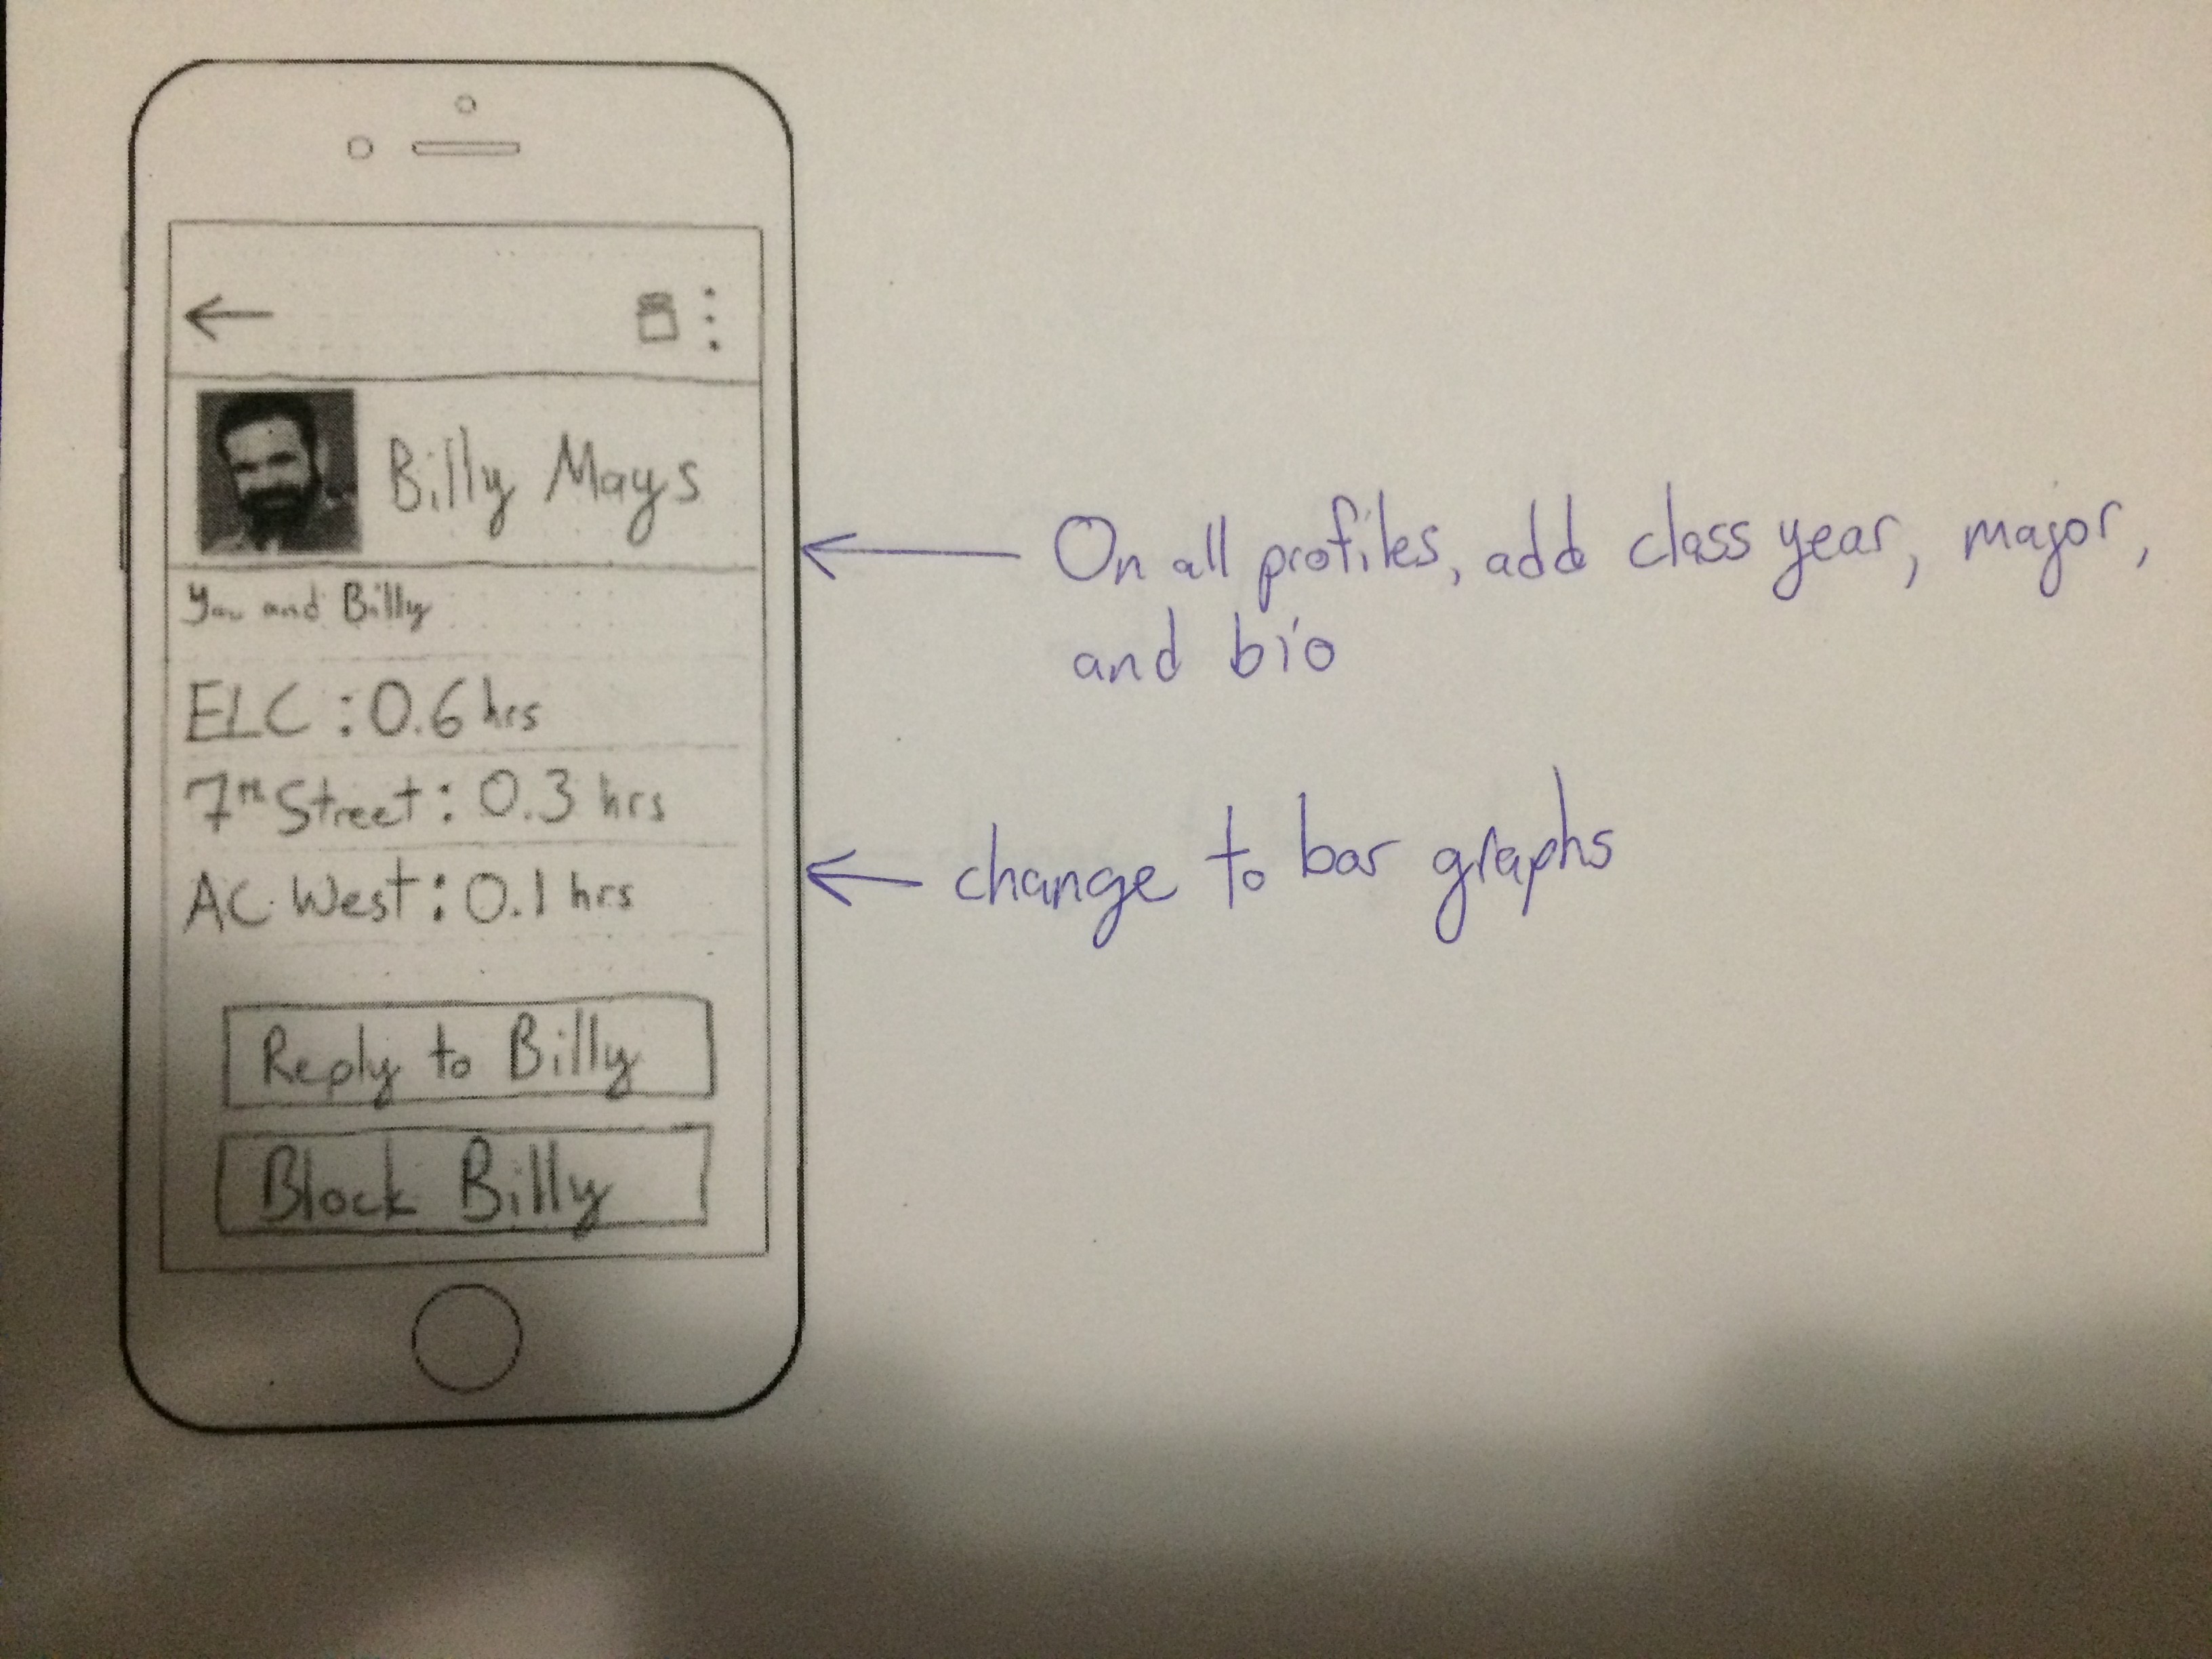 Billy Mays
You and Billy
ELC : 0.6 hrs
7th Street : 0.3 hrs
AC West : 0.1 hrs
Reply to Billy
Block Billy
On all profiles, add class year, major,
and bio
change to bar graphs